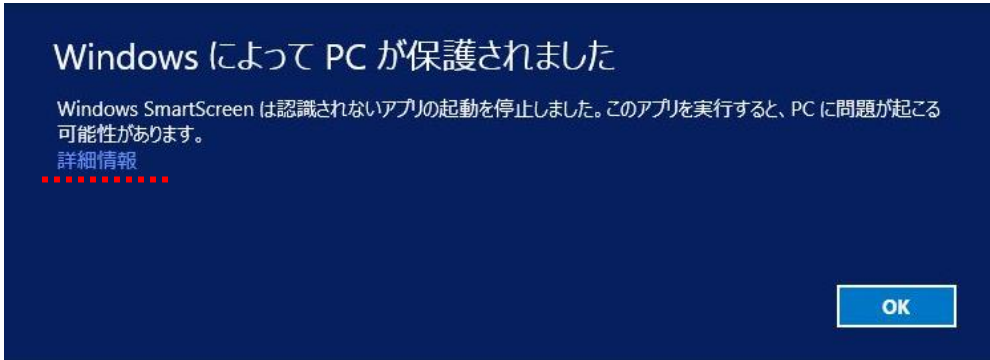 Windows によって PC が保護されました
Windows SmartScreen は認識されないアプリの起動を停止しました。このアプリを実行すると、PC に問題が起こる
可能性があります。
詳細情報
OK